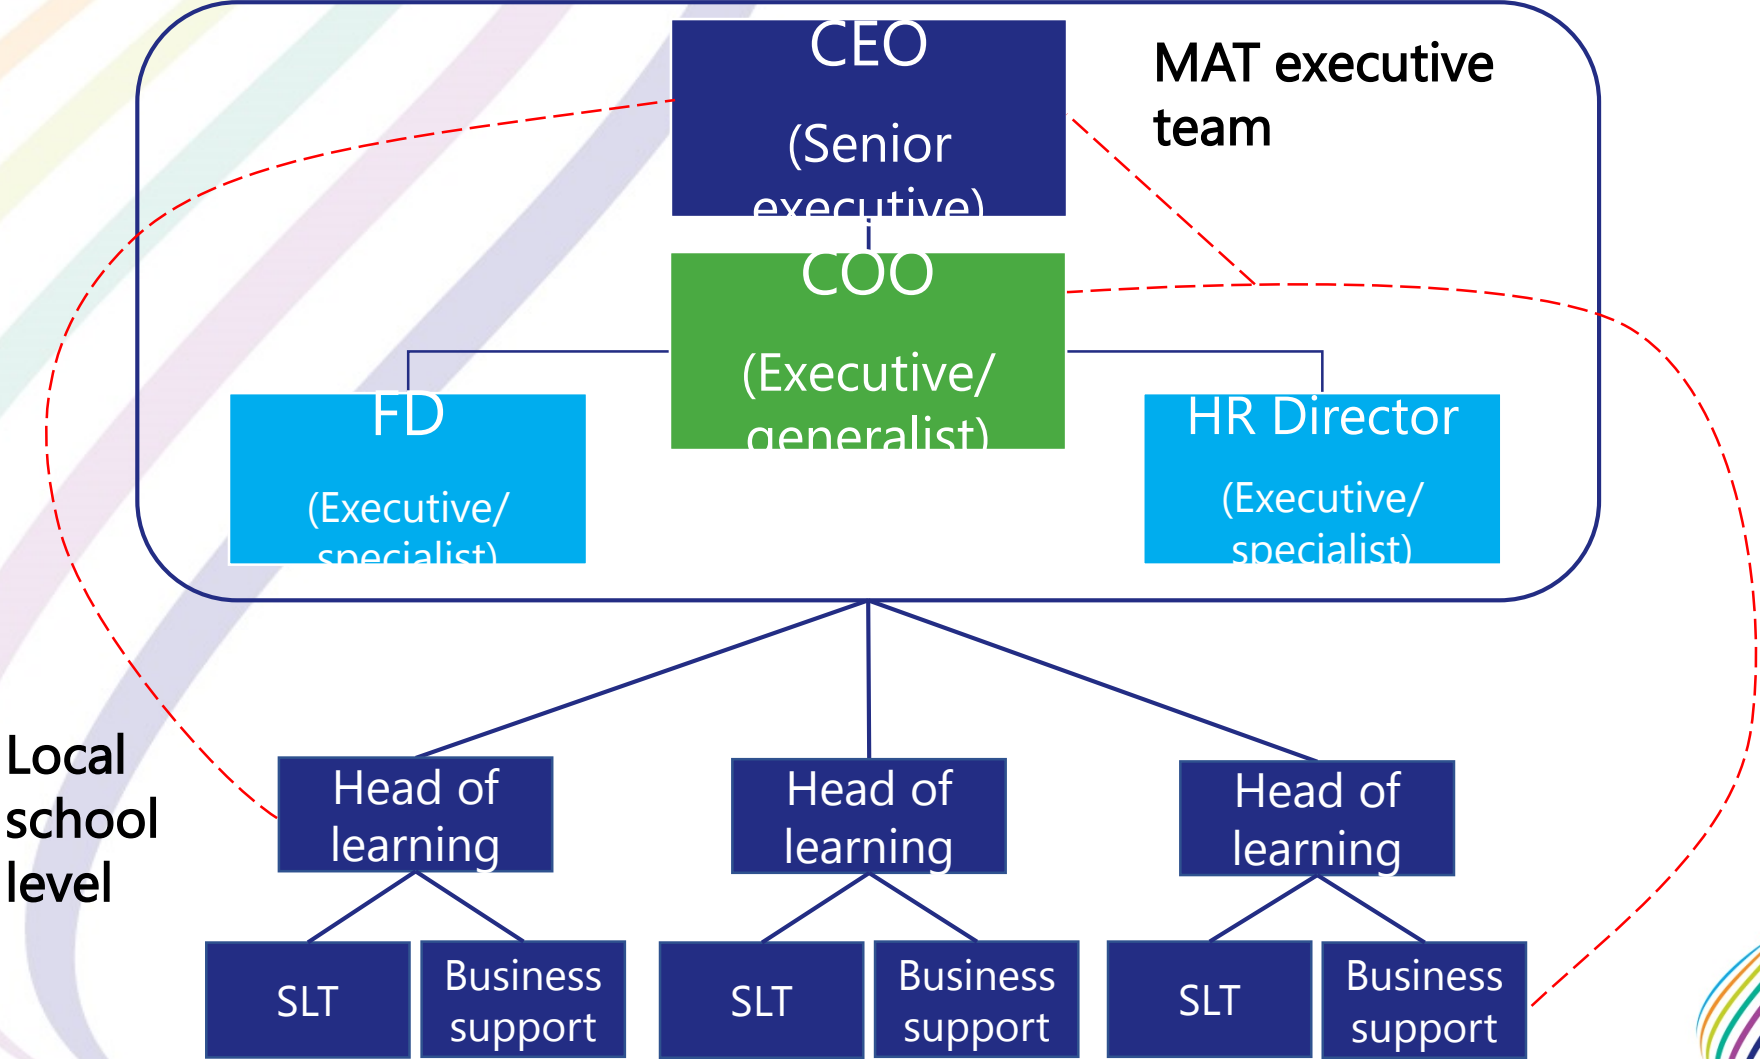 CEO
(Senior
executive)
MAT executive
team
COO
(Executive/
generalist)
FD
(Executive/
specialist)
HR Director
(Executive/
specialist)
Local
school
level
Head of
learning
Head of
learning
Head of
learning
SLT
Business
support
SLT
Business
support
SLT
Business
support